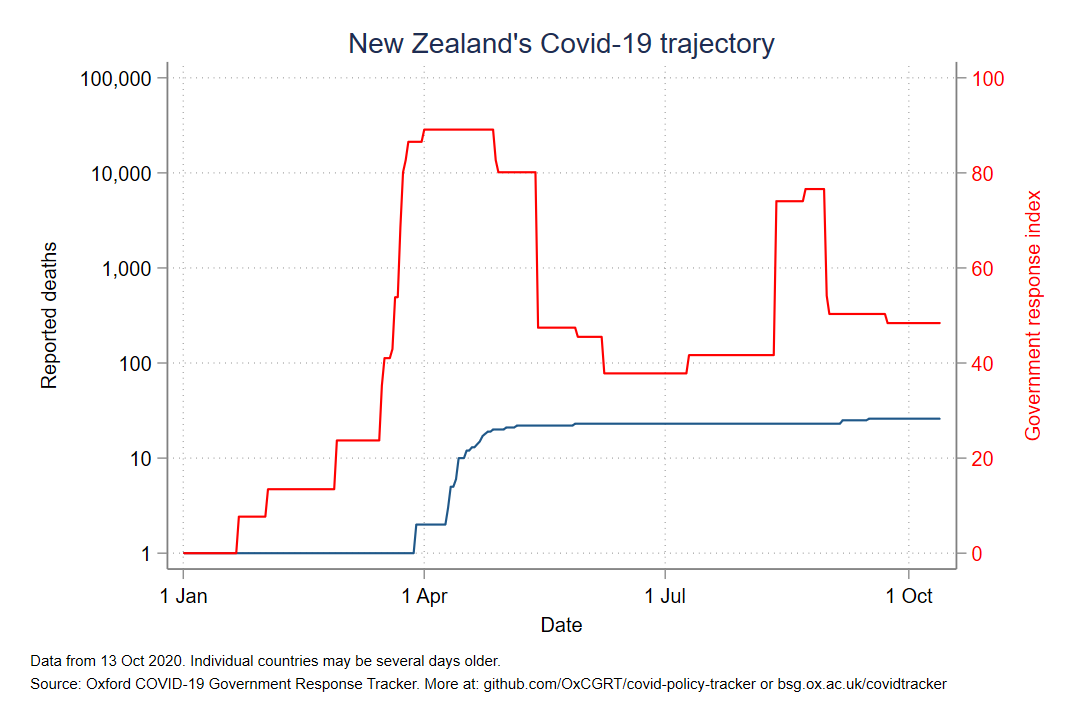 New Zealand's Covid-19 trajectory
100,000
10,000
1,000
100
10
1
Reported deaths
100
80
60
40
20
0
Government response index
1 Jan
1 Apr
1 Jul
1 Oct
Date
Data from 13 Oct 2020. Individual countries may be several days older.
Source: Oxford COVID-19 Government Response Tracker. More at: github.com/OxCGRT/covid-policy-tracker or bsg.ox.ac.uk/covidtracker